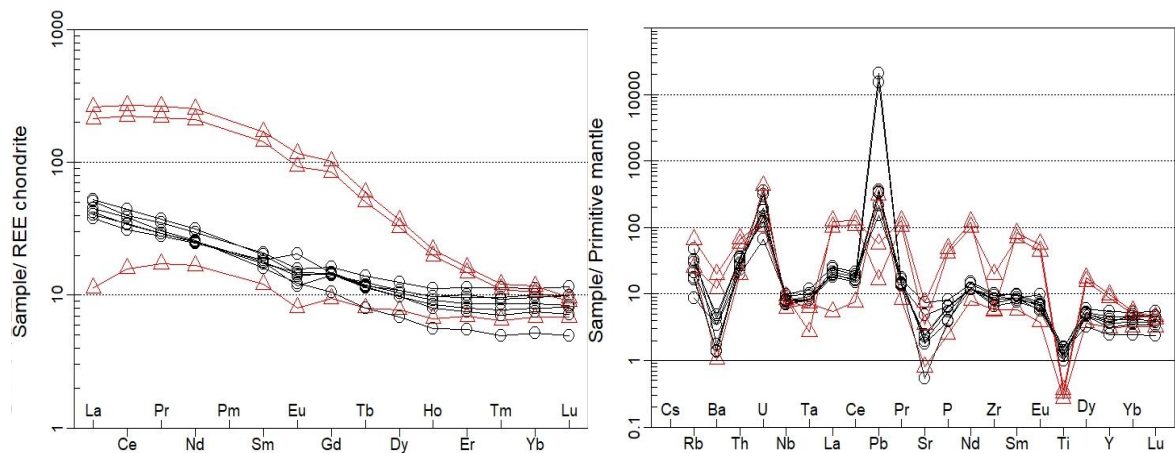 Sample/ REE chondrite
1000
100
10
1
La Pr Pm Eu Tb Ho Tm Lu
Ce Nd Sm Gd Dy Er Yb
Sample/ Primitive mantle
10000
1000
100
10
1
0.1
Cs Ba U Ta Ce Pr P Zr Eu Dy Yb
Rb Th Nb La Pb Sr Nd Sm Ti Y Lu